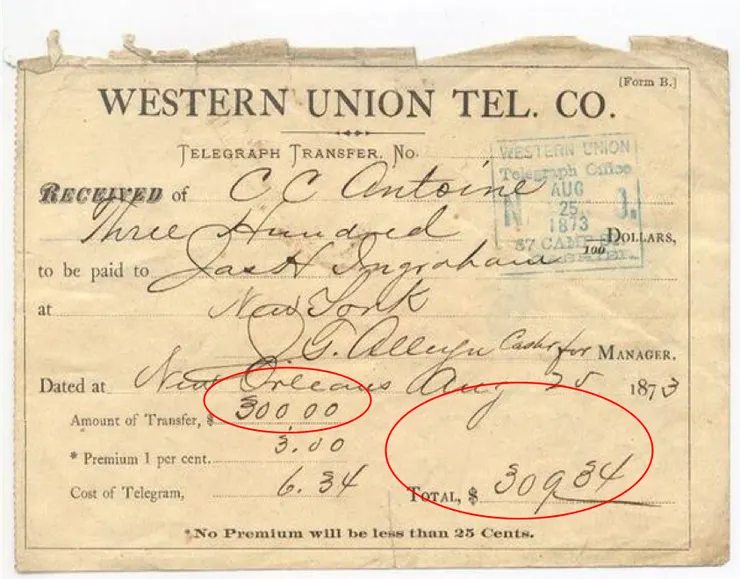 [Form B.]
WESTERN UNION TEL. CO.
TELEGRAPH TRANSFER. No.
WESTERN UNION
Telegraph Office
AUG
25
N O.
1873
RECEIVED of C C Antoine
Three Hundred /100 DOLLARS,
to be paid to Jas H Ingraham
at New York
J. G. Alleyn Cashr for MANAGER.
Dated at New Orleans Aug 25 1873
Amount of Transfer, $ 300 00
* Premium 1 per cent. 3.00
Cost of Telegram, 6.34
TOTAL, $ 309 34
*No Premium will be less than 25 Cents.